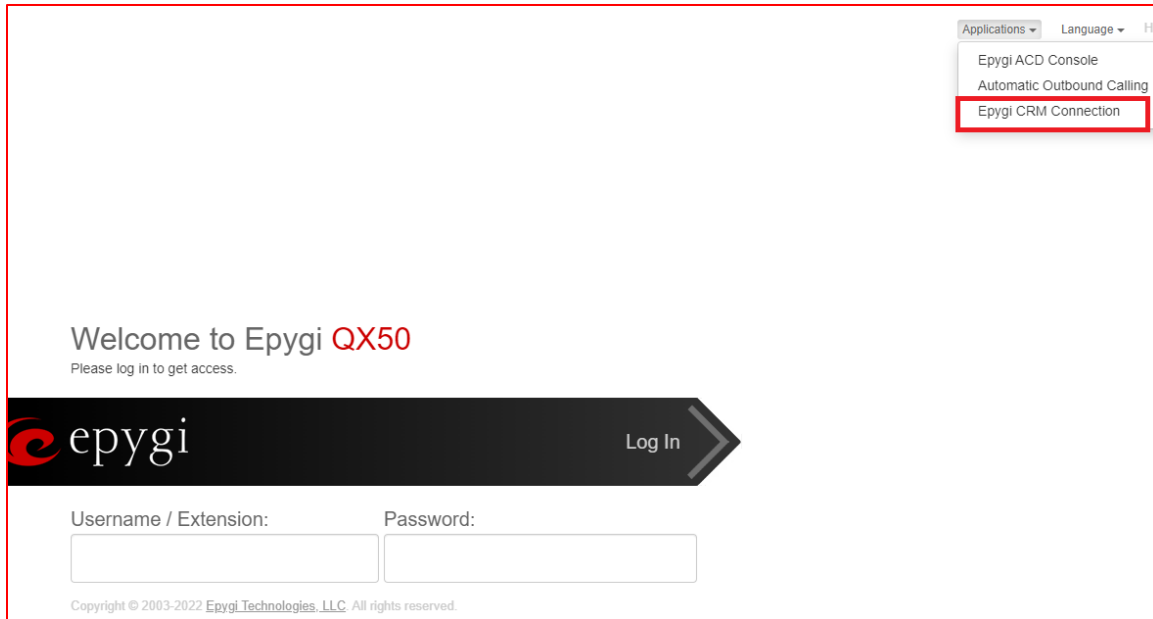 Applications Language H
Epygi ACD Console
Automatic Outbound Calling
Epygi CRM Connection
Welcome to Epygi QX50
Please log in to get access.
epygi Log In
Username / Extension: Password:
Copyright © 2003-2022 Epygi Technologies, LLC. All rights reserved.